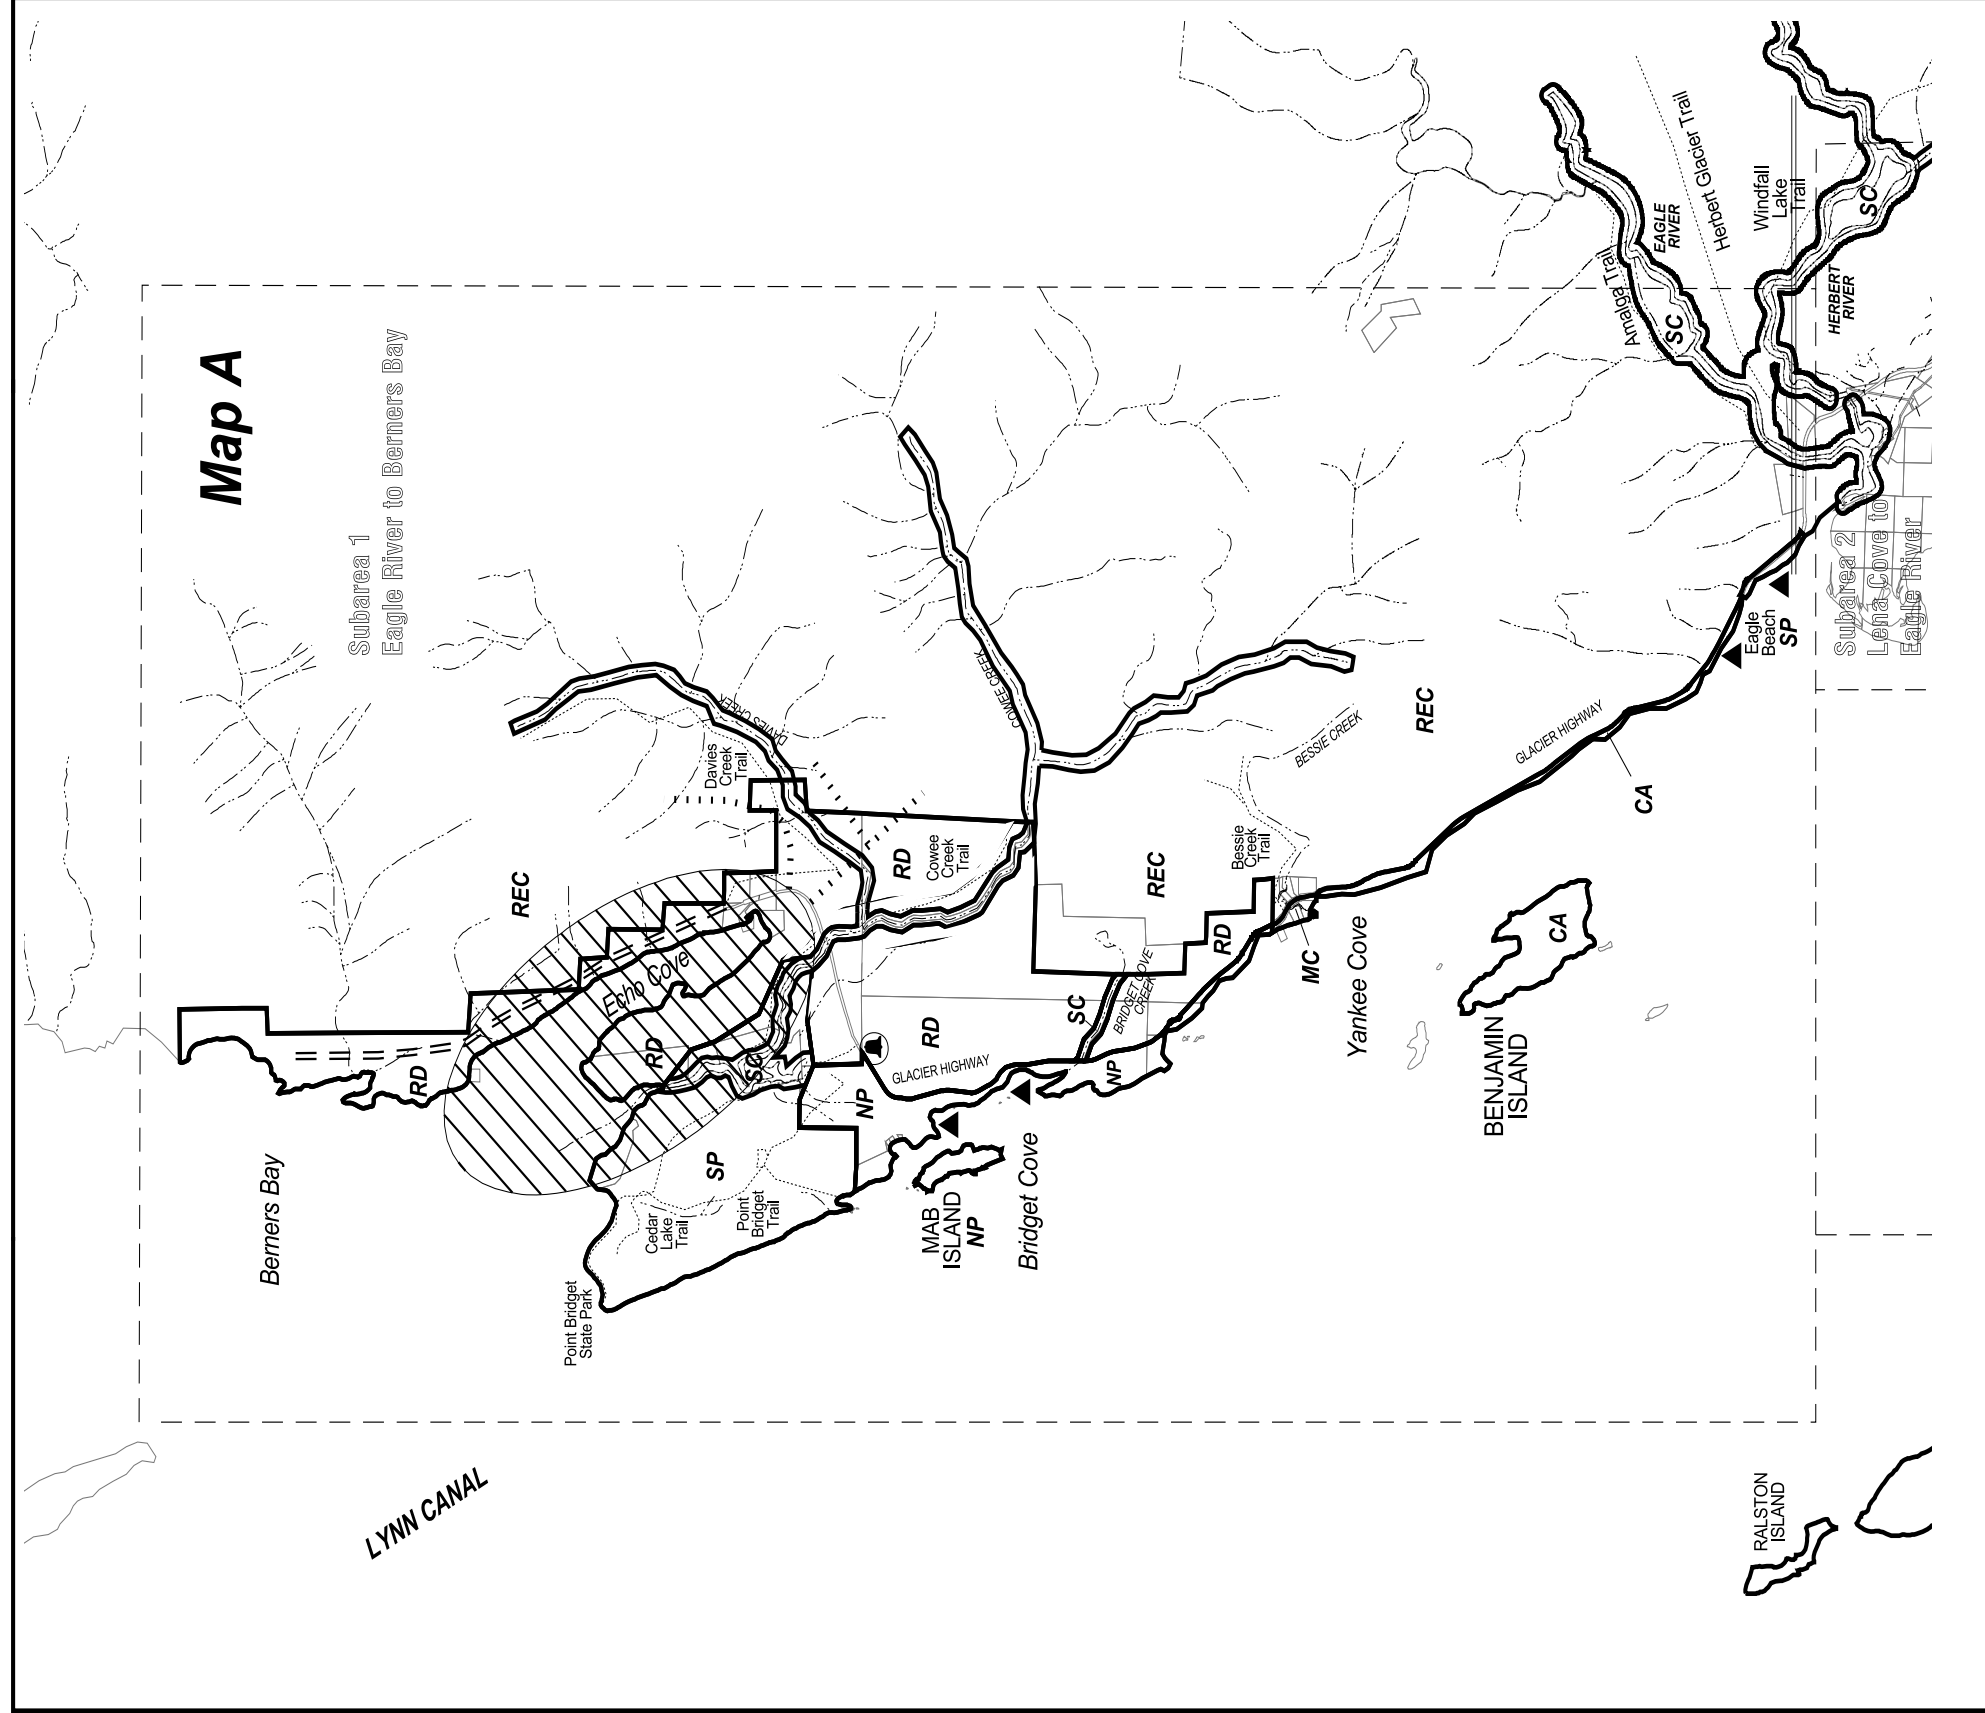 Map A
Subarea 1
Eagle River to Berners Bay
REC
Davies
Creek
Trail
DAVIES CREEK
COWEE CREEK
RD
Cowee
Creek
Trail
Echo Cove
RD
SC
RD
Berners Bay
SP
Cedar
Lake
Trail
Point
Bridget
Trail
Point Bridget
State Park
NP
RD
GLACIER HIGHWAY
MAB
ISLAND
NP
Bridget Cove
NP
SC
BRIDGET COVE
CREEK
REC
RD
Bessie
Creek
Trail
BESSIE CREEK
MC
Yankee Cove
REC
GLACIER HIGHWAY
CA
CA
BENJAMIN
ISLAND
Eagle
Beach
SP
Subarea 2
Lena Cove to
Eagle River
Amalga Trail
SC
EAGLE
RIVER
Herbert Glacier Trail
Windfall
Lake
Trail
SC
HERBERT
RIVER
LYNN CANAL
RALSTON
ISLAND